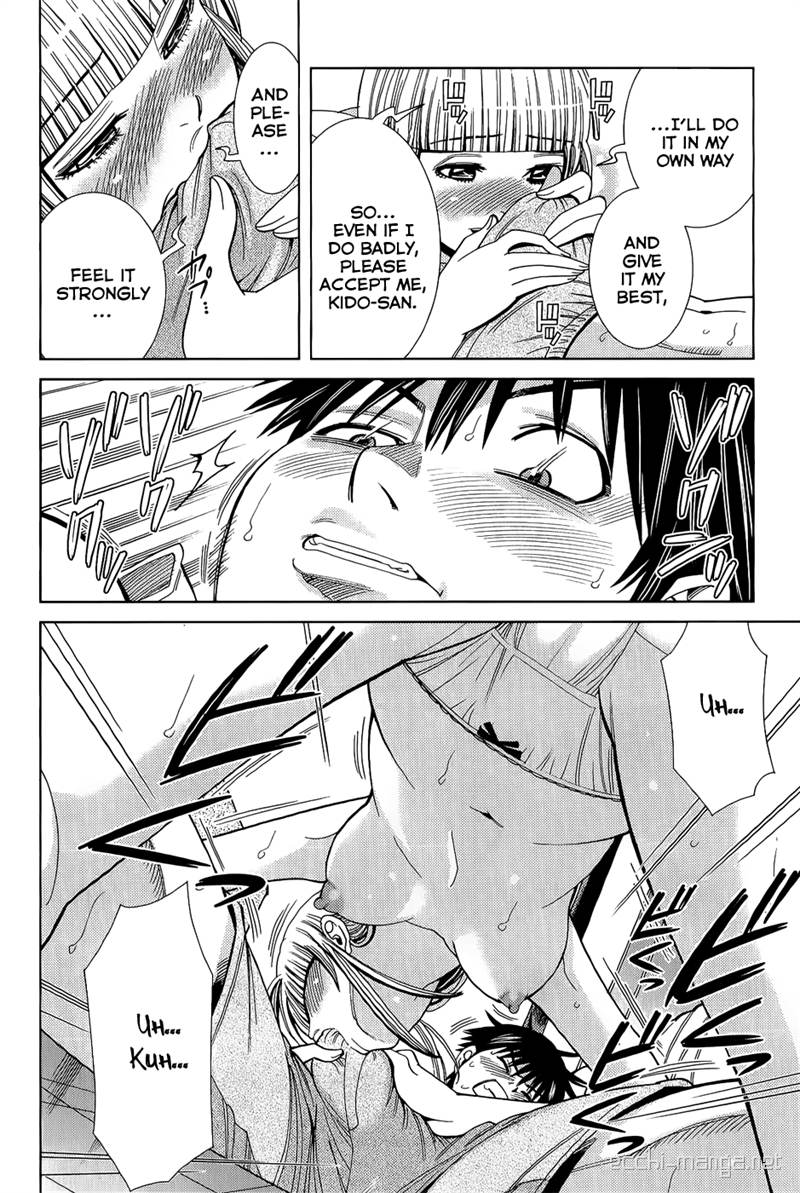 ...I'LL DO
IT IN MY
OWN WAY
AND
GIVE
IT MY
BEST,
SO...
EVEN IF I
DO BADLY,
PLEASE
ACCEPT ME,
KIDO-SAN.
AND
PLE-
ASE
...
FEEL IT
STRONGLY
...
UH...
UH...
KUH...
ecchi-manga.net